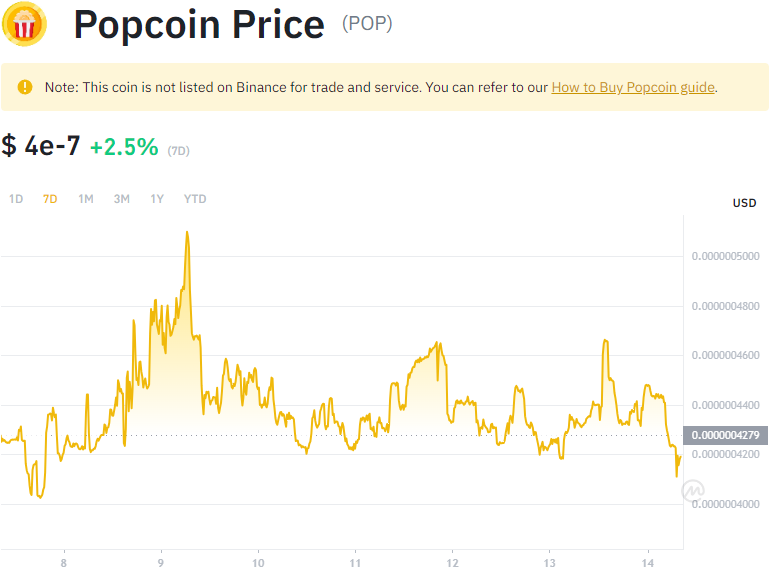 Popcoin Price (POP)
Note: This coin is not listed on Binance for trade and service. You can refer to our How to Buy Popcoin guide.
$ 4e-7 +2.5% (7D)
1D 7D 1M 3M 1Y YTD
USD
0.0000005000
0.0000004800
0.0000004600
0.0000004400
0.0000004279
0.0000004200
0.0000004000
8 9 10 11 12 13 14